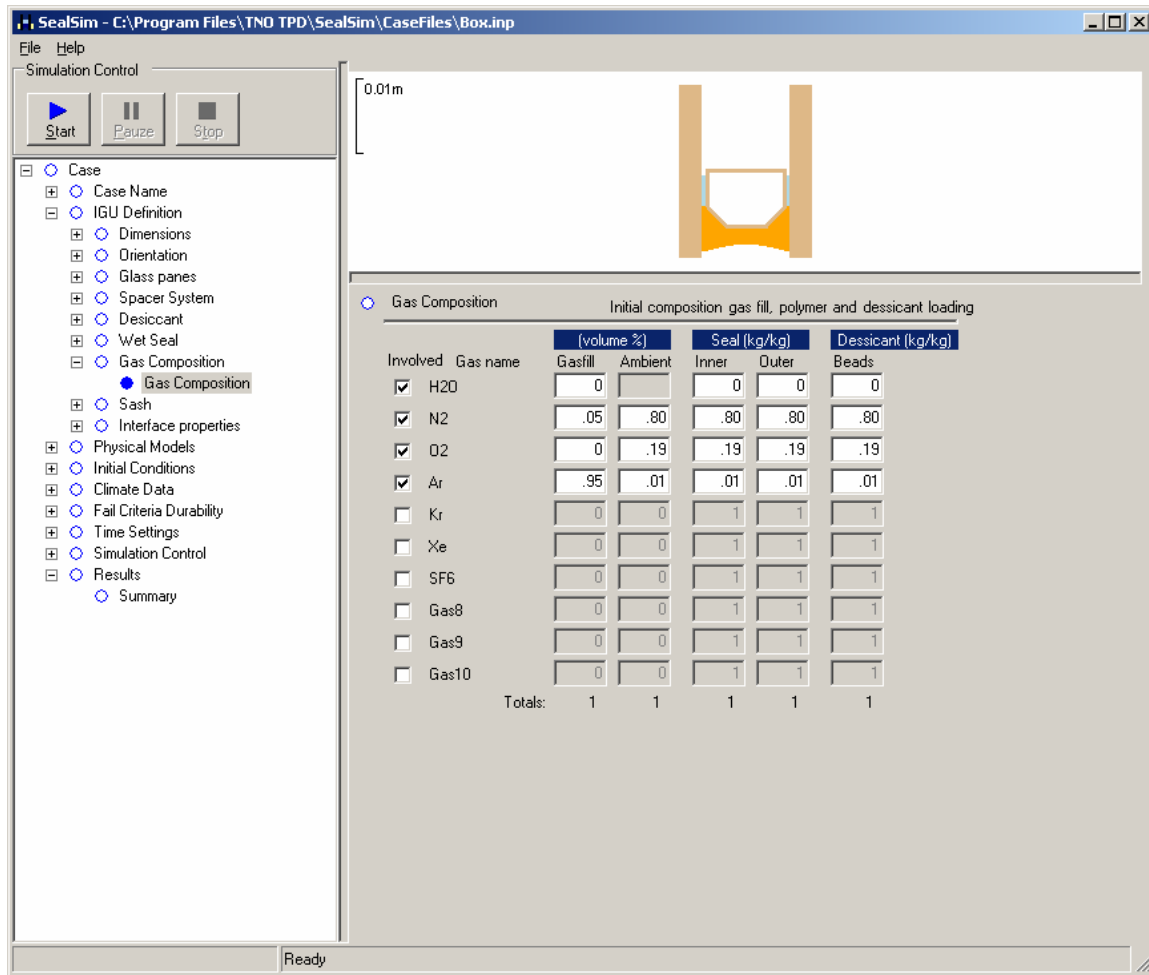 SealSim - C:\Program Files\TNO TPD\SealSim\CaseFiles\Box.inp
File Help
Simulation Control
Start Pauze Stop
0.01m
Case
Case Name
IGU Definition
Dimensions
Orientation
Glass panes
Spacer System
Desiccant
Wet Seal
Gas Composition
Gas Composition
Sash
Interface properties
Physical Models
Initial Conditions
Climate Data
Fail Criteria Durability
Time Settings
Simulation Control
Results
Summary
Gas Composition Initial composition gas fill, polymer and dessicant loading
(volume %) Seal (kg/kg) Dessicant (kg/kg)
Involved Gas name Gasfill Ambient Inner Outer Beads
H2O 0 0 0 0
N2 .05 .80 .80 .80 .80
O2 0 .19 .19 .19 .19
Ar .95 .01 .01 .01 .01
Kr 0 0 1 1 1
Xe 0 0 1 1 1
SF6 0 0 1 1 1
Gas8 0 0 1 1 1
Gas9 0 0 1 1 1
Gas10 0 0 1 1 1
Totals: 1 1 1 1 1
Ready